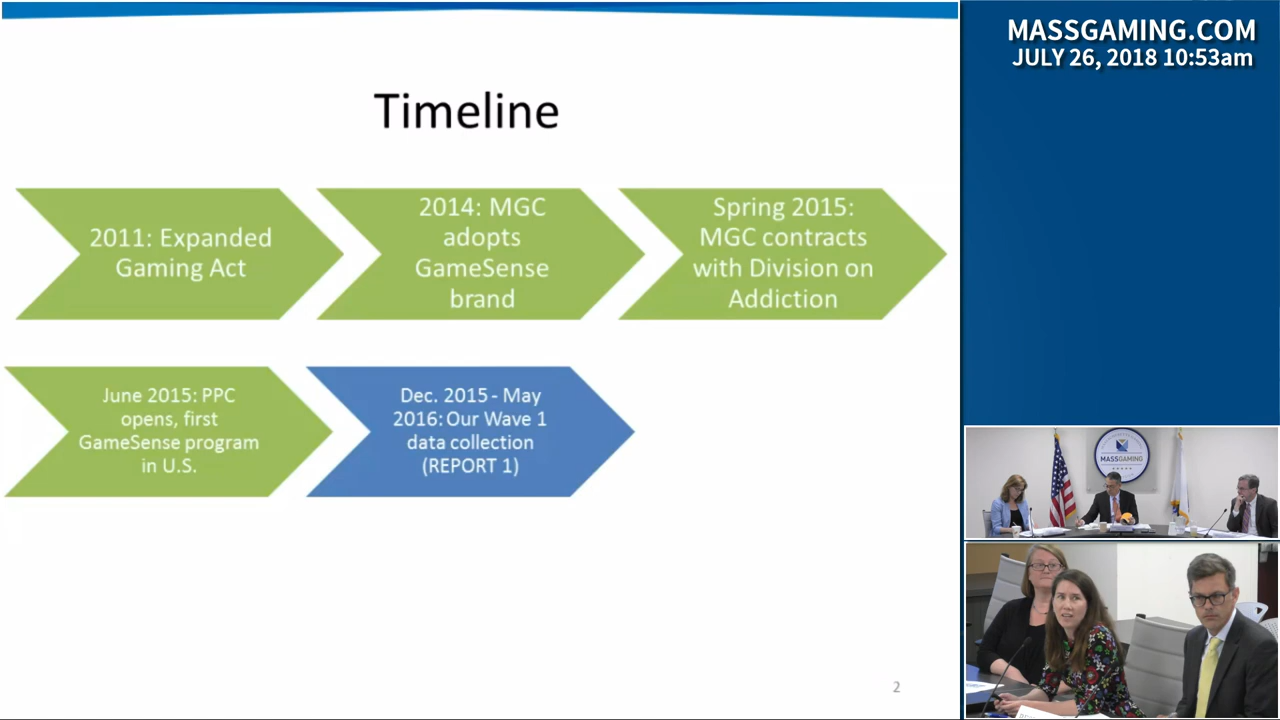 MASSGAMING.COM
JULY 26, 2018 10:53am
Timeline
2011: Expanded
Gaming Act
2014: MGC
adopts
GameSense
brand
Spring 2015:
MGC contracts
with Division on
Addiction
June 2015: PPC
opens, first
GameSense program
in U.S.
Dec. 2015 - May
2016: Our Wave 1
data collection
(REPORT 1)
2
MASSGAMING